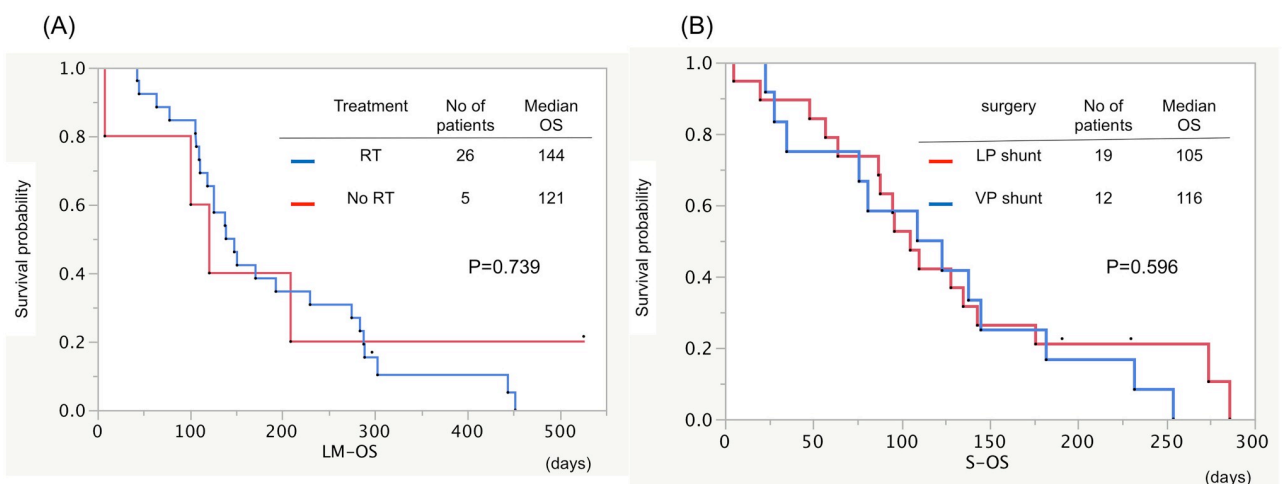 (A)
1.0
0.8
0.6
0.4
0.2
0.0
Survival probability
Treatment
No of
patients
Median
OS
RT 26 144
No RT 5 121
P=0.739
0 100 200 300 400 500
LM-OS
(days)
(B)
1.0
0.8
0.6
0.4
0.2
0.0
Survival probability
surgery
No of
patients
Median
OS
LP shunt 19 105
VP shunt 12 116
P=0.596
0 50 100 150 200 250 300
S-OS
(days)